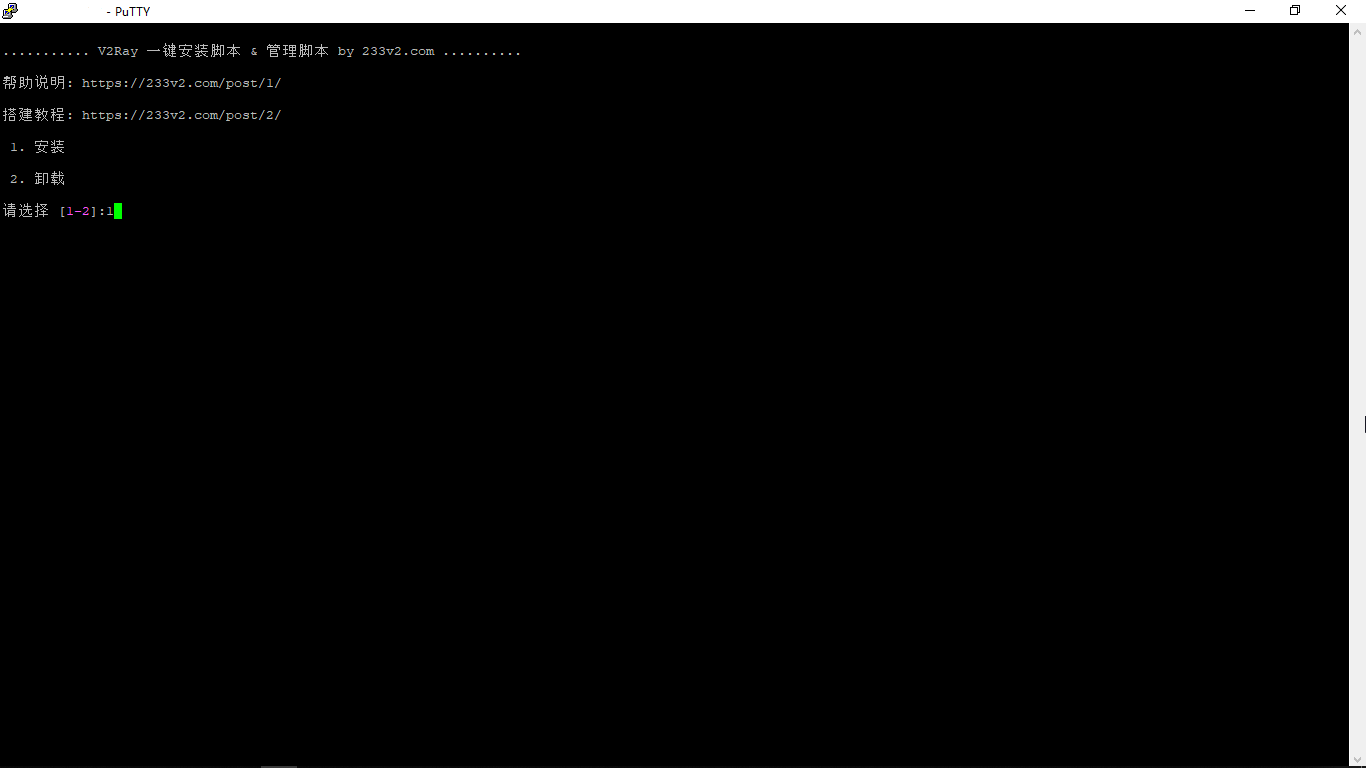 - PuTTY
........... V2Ray 一键安装脚本 & 管理脚本 by 233v2.com ..........
帮助说明: https://233v2.com/post/1/
搭建教程: https://233v2.com/post/2/
1. 安装
2. 卸载
请选择 [1-2]:1